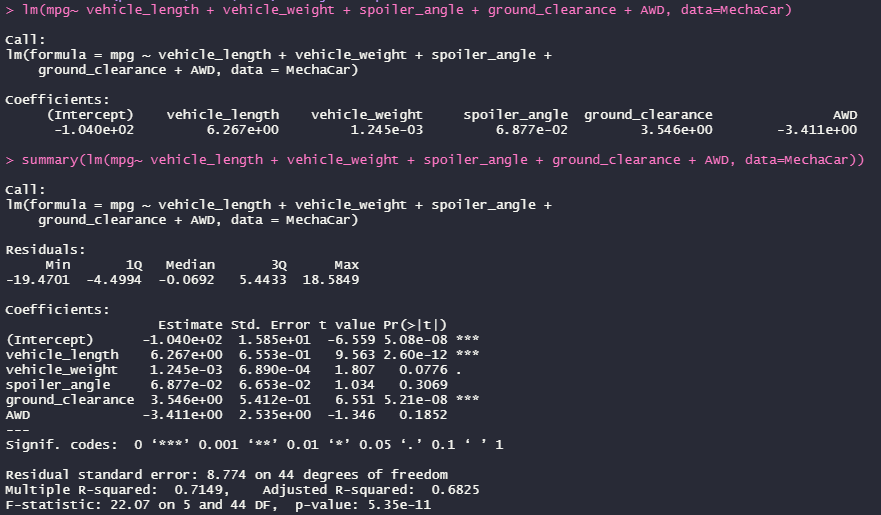 > lm(mpg~ vehicle_length + vehicle_weight + spoiler_angle + ground_clearance + AWD, data=MechaCar)
Call:
lm(formula = mpg ~ vehicle_length + vehicle_weight + spoiler_angle +
    ground_clearance + AWD, data = MechaCar)
Coefficients:
     (Intercept)    vehicle_length    vehicle_weight     spoiler_angle  ground_clearance               AWD
      -1.040e+02         6.267e+00         1.245e-03         6.877e-02         3.546e+00        -3.411e+00
> summary(lm(mpg~ vehicle_length + vehicle_weight + spoiler_angle + ground_clearance + AWD, data=MechaCar))
Call:
lm(formula = mpg ~ vehicle_length + vehicle_weight + spoiler_angle +
    ground_clearance + AWD, data = MechaCar)
Residuals:
     Min       1Q   Median       3Q      Max
-19.4701  -4.4994  -0.0692   5.4433  18.5849
Coefficients:
                   Estimate Std. Error t value Pr(>|t|)
(Intercept)      -1.040e+02  1.585e+01  -6.559 5.08e-08 ***
vehicle_length    6.267e+00  6.553e-01   9.563 2.60e-12 ***
vehicle_weight    1.245e-03  6.890e-04   1.807   0.0776 .
spoiler_angle     6.877e-02  6.653e-02   1.034   0.3069
ground_clearance  3.546e+00  5.412e-01   6.551 5.21e-08 ***
AWD              -3.411e+00  2.535e+00  -1.346   0.1852
---
Signif. codes:  0 ‘***’ 0.001 ‘**’ 0.01 ‘*’ 0.05 ‘.’ 0.1 ‘ ’ 1
Residual standard error: 8.774 on 44 degrees of freedom
Multiple R-squared:  0.7149,    Adjusted R-squared:  0.6825
F-statistic: 22.07 on 5 and 44 DF,  p-value: 5.35e-11